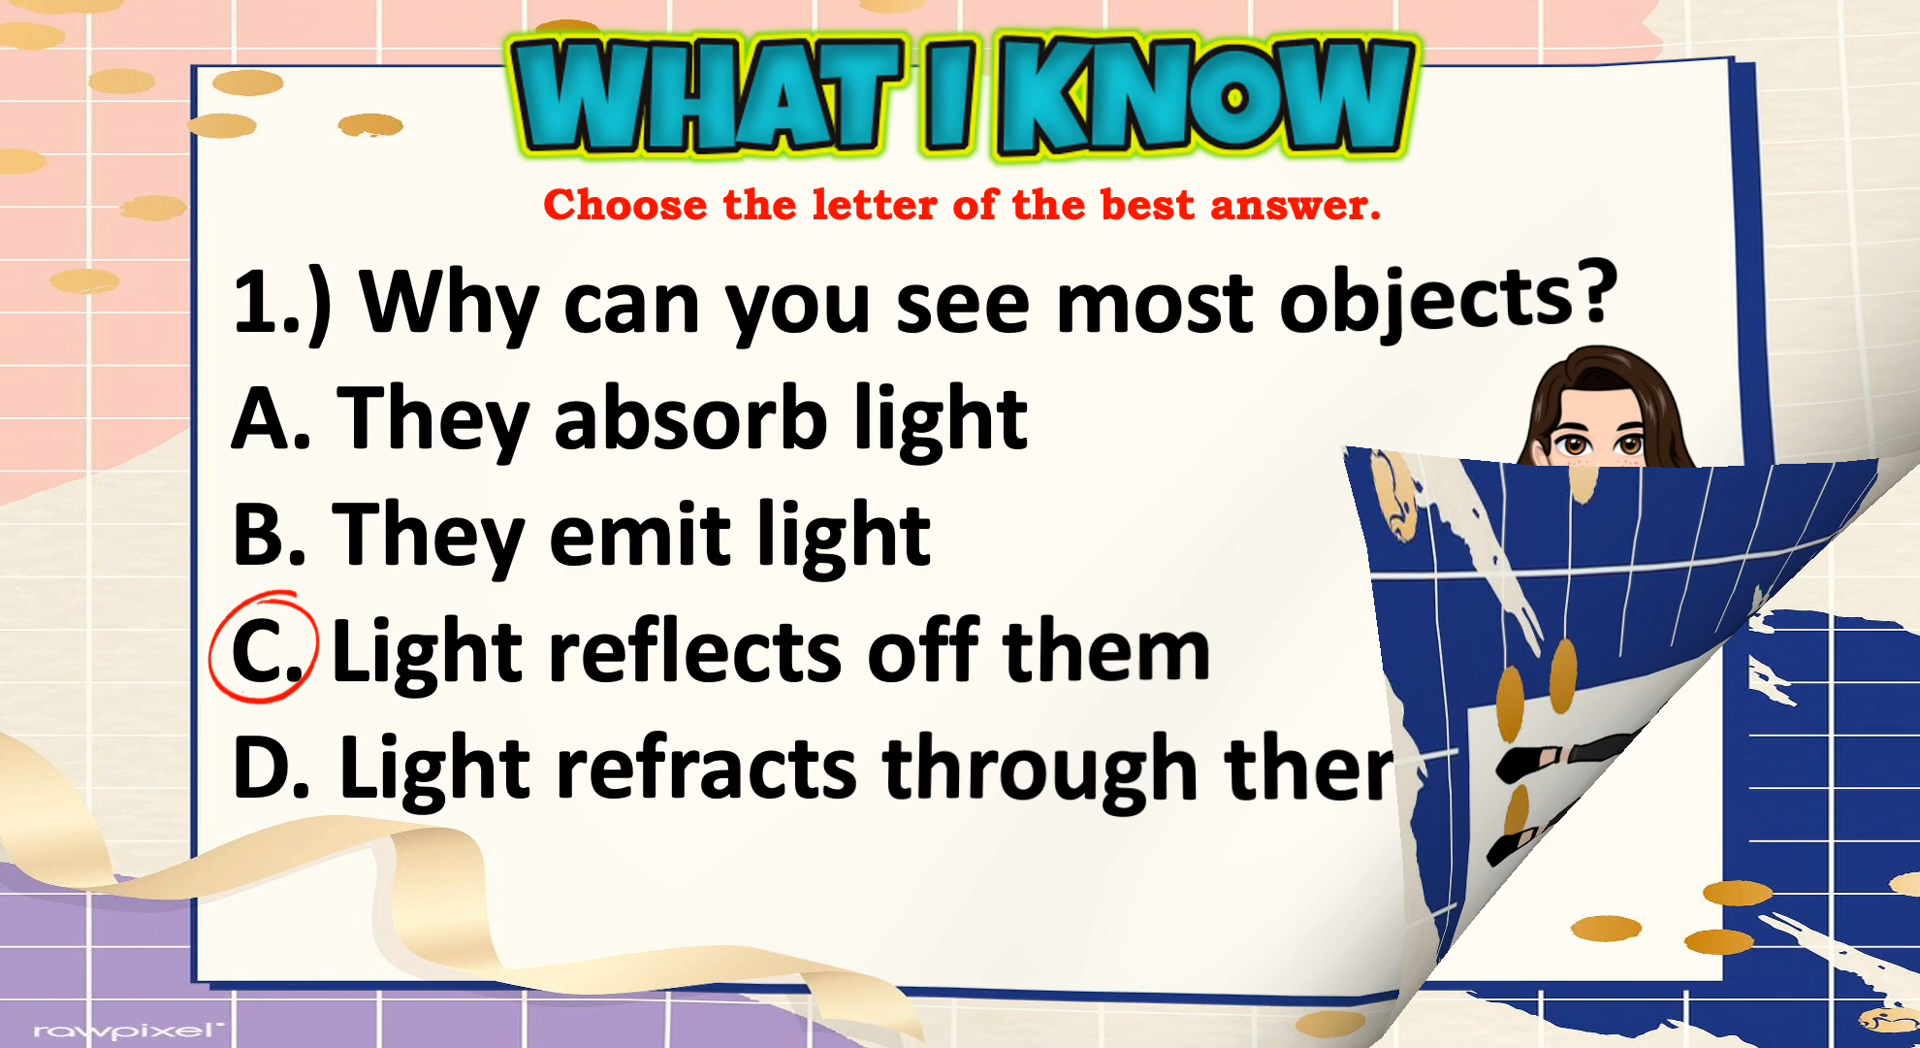 WHAT I KNOW
Choose the letter of the best answer.
1.) Why can you see most objects?
A. They absorb light
B. They emit light
C. Light reflects off them
D. Light refracts through
rawpixel